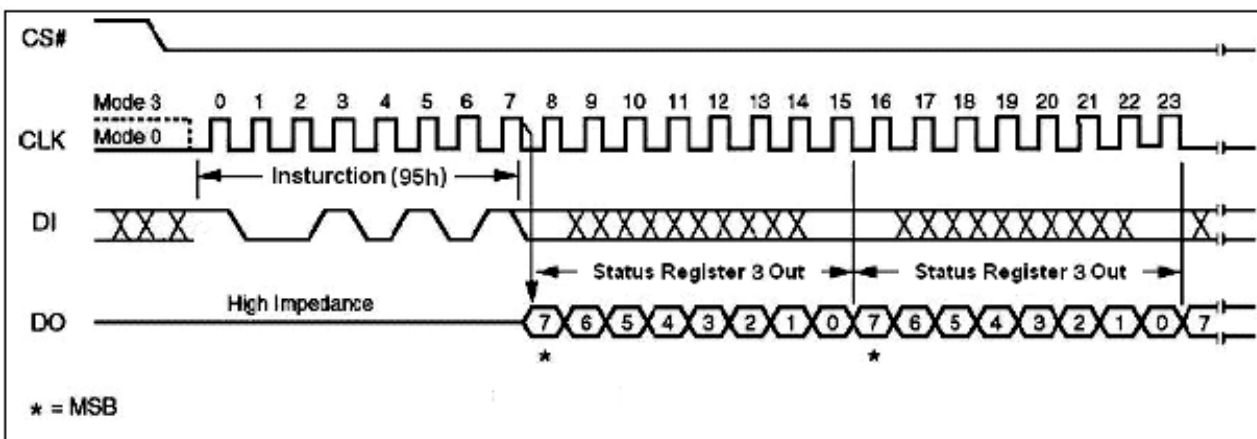 CS#
Mode 3 0 1 2 3 4 5 6 7 8 9 10 11 12 13 14 15 16 17 18 19 20 21 22 23
CLK Mode 0
Insturction (95h)
DI
Status Register 3 Out Status Register 3 Out
High Impedance
DO 7 6 5 4 3 2 1 0 7 6 5 4 3 2 1 0 7
* *
* = MSB